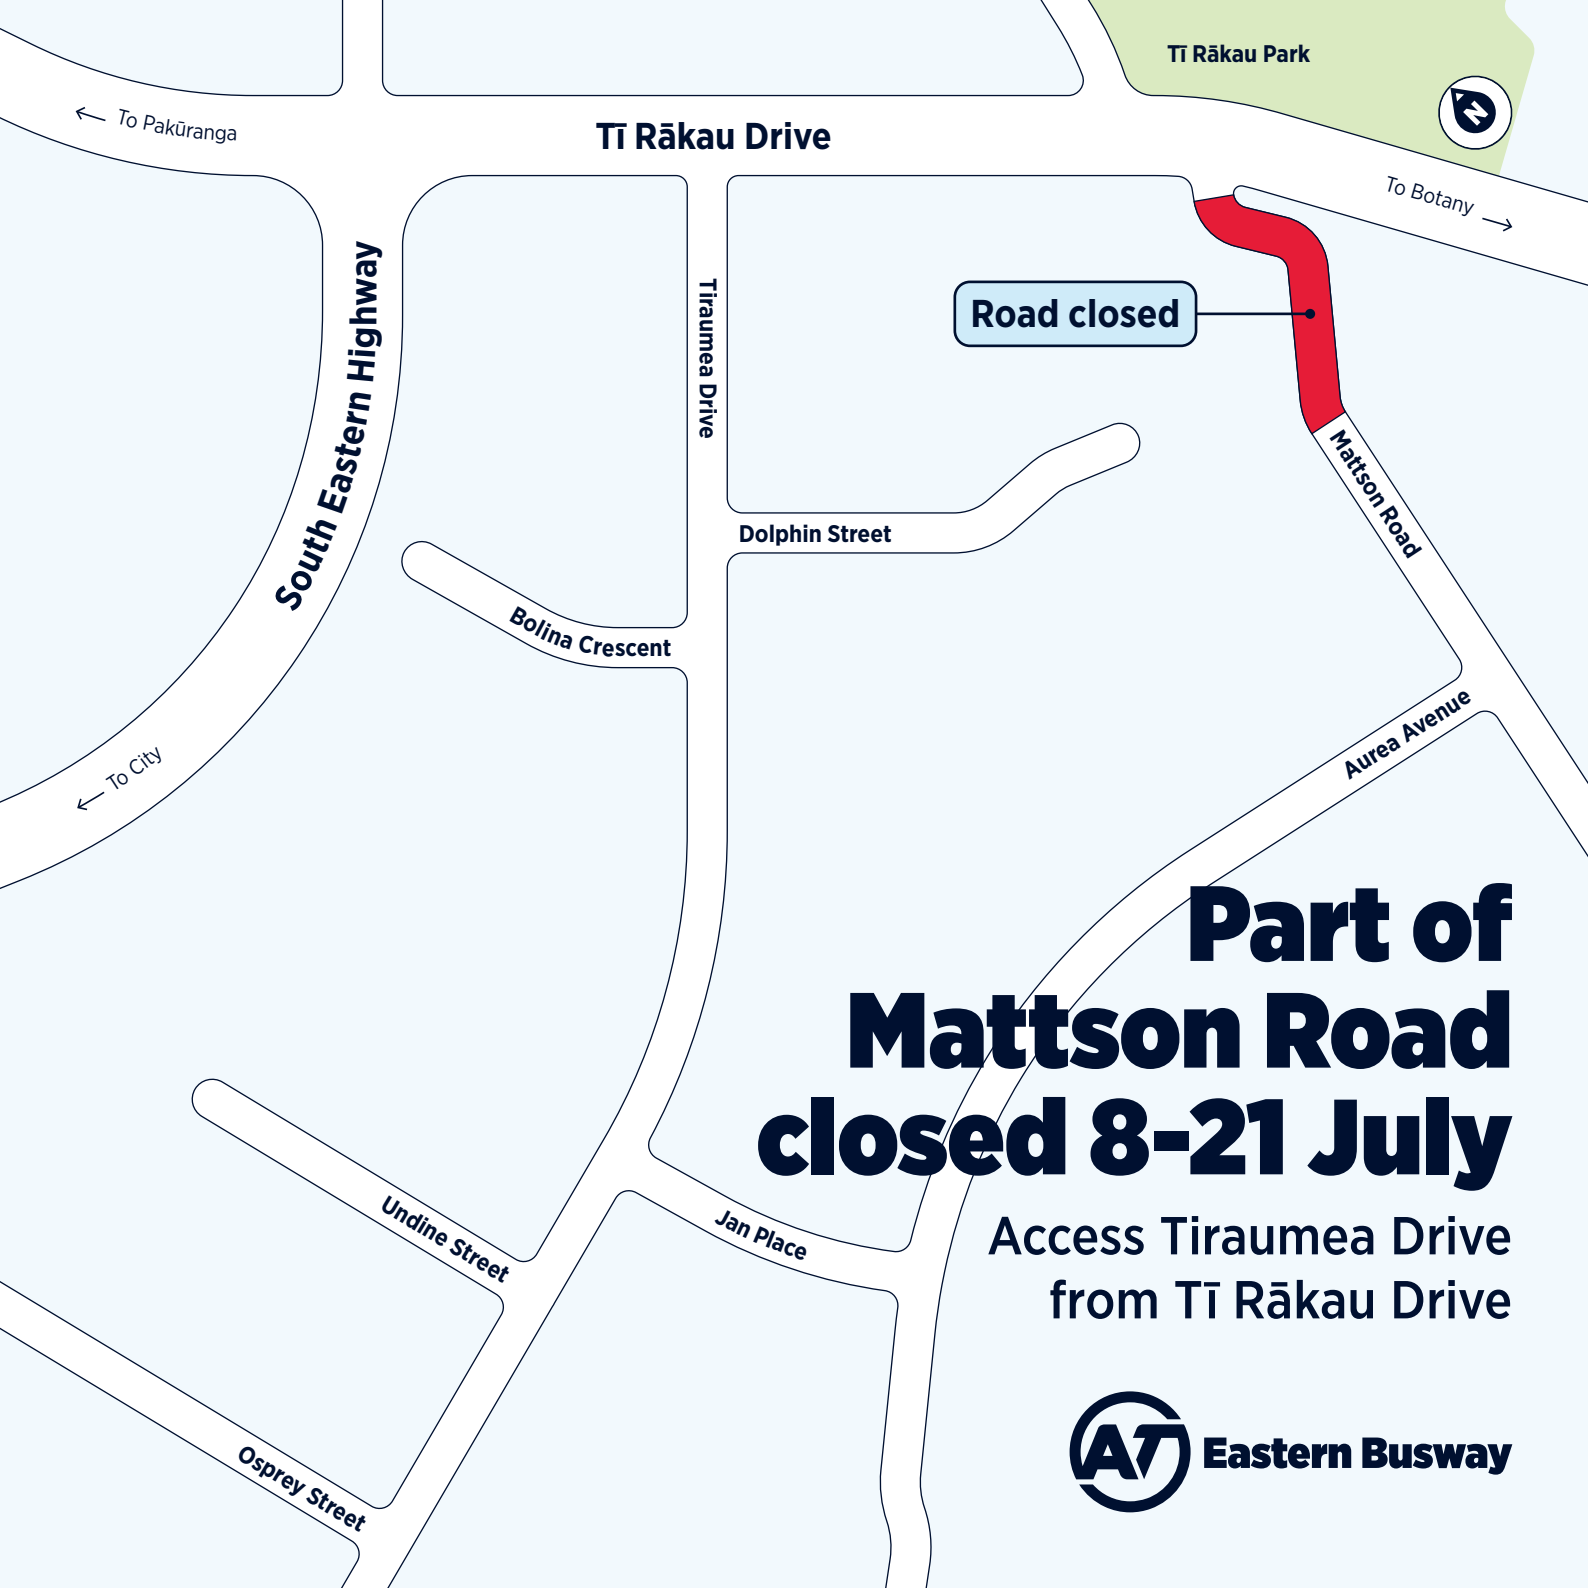 Tī Rākau Park
N
← To Pakūranga
Tī Rākau Drive
To Botany →
South Eastern Highway
Tiraumea Drive
Road closed
Mattson Road
Dolphin Street
Bolina Crescent
Aurea Avenue
← To City
Part of
Mattson Road
closed 8-21 July
Access Tiraumea Drive
from Tī Rākau Drive
Undine Street
Jan Place
Osprey Street
AT
Eastern Busway